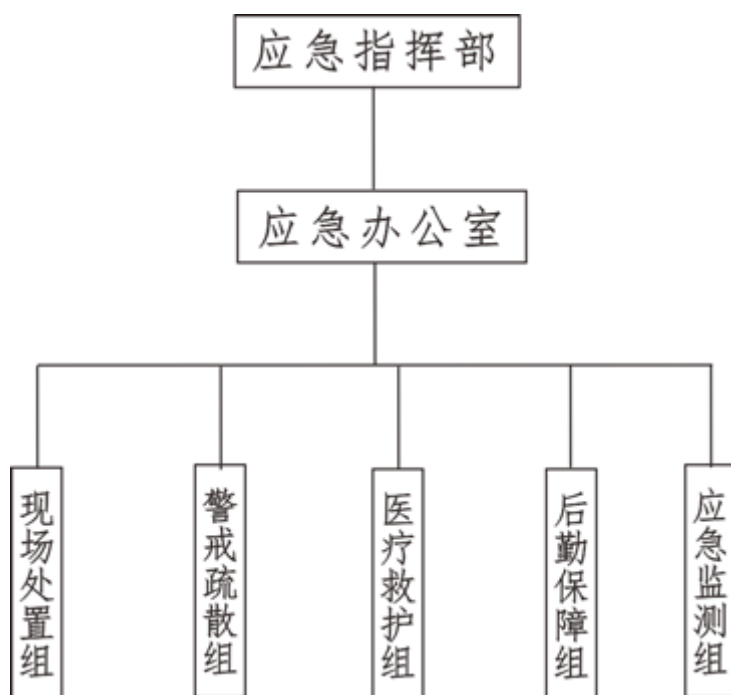 应急指挥部
应急办公室
现场处置组
警戒疏散组
医疗救护组
后勤保障组
应急监测组